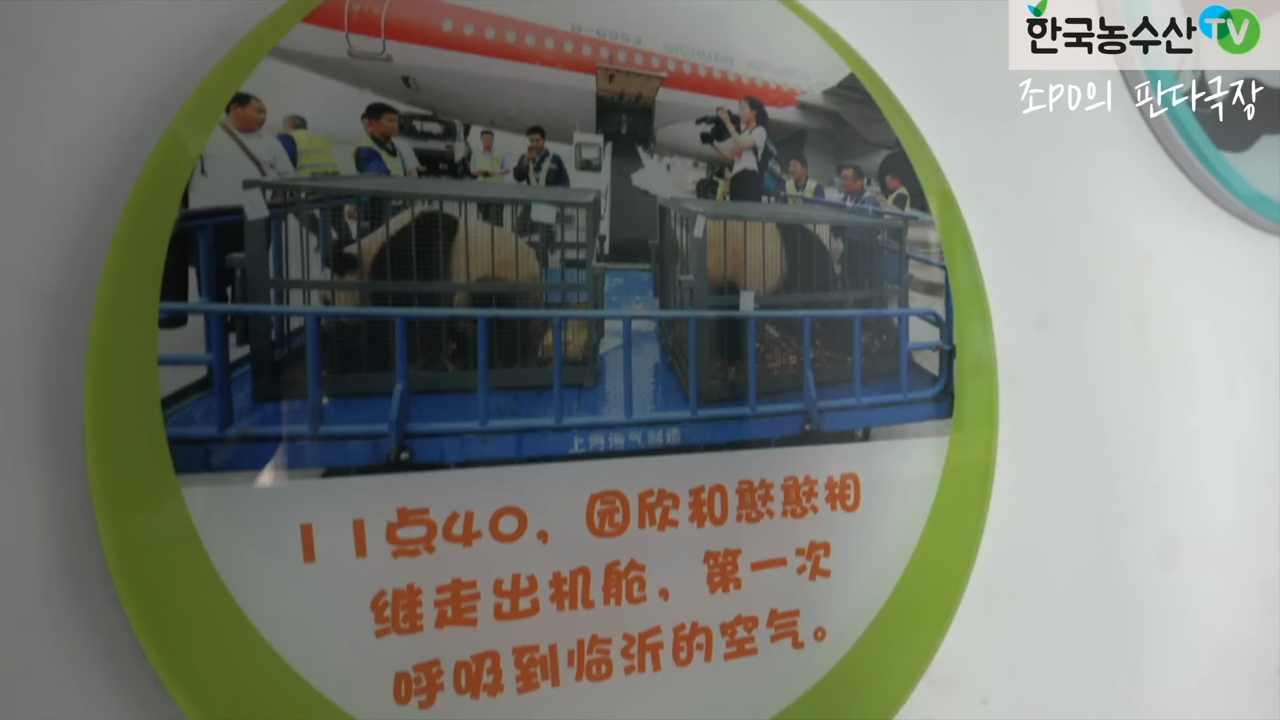 한국농수산TV
조PD의 판다극장
上海
11点40，园欣和憨憨相
继走出机舱，第一次
呼吸到临沂的空气。